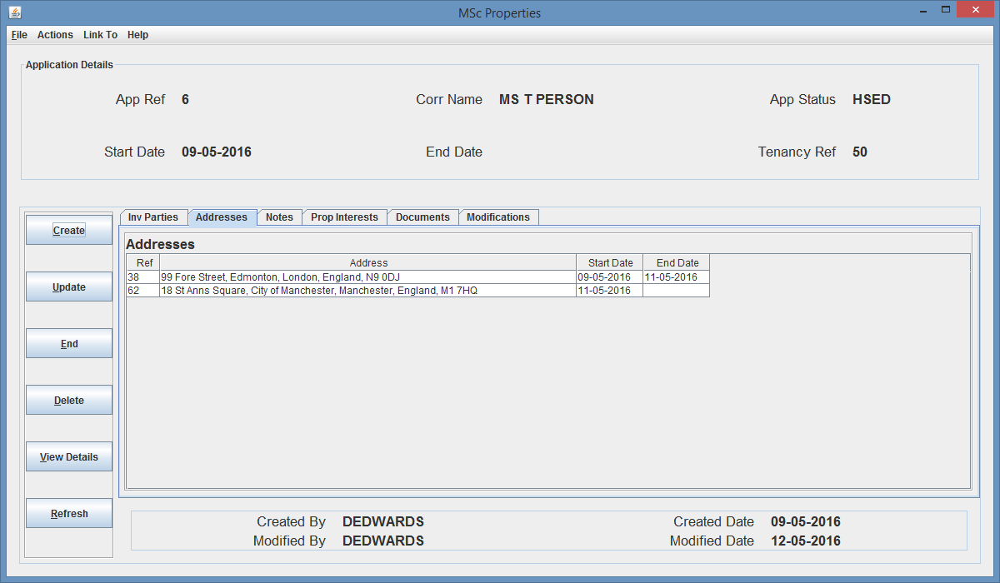 MSc Properties
File Actions Link To Help
Application Details
App Ref 6 Corr Name MS T PERSON App Status HSED
Start Date 09-05-2016 End Date Tenancy Ref 50
Inv Parties Addresses Notes Prop Interests Documents Modifications
Create
Update
End
Delete
View Details
Refresh
Addresses
Ref Address Start Date End Date
38 99 Fore Street, Edmonton, London, England, N9 0DJ 09-05-2016 11-05-2016
62 18 St Anns Square, City of Manchester, Manchester, England, M1 7HQ 11-05-2016
Created By DEDWARDS Created Date 09-05-2016
Modified By DEDWARDS Modified Date 12-05-2016